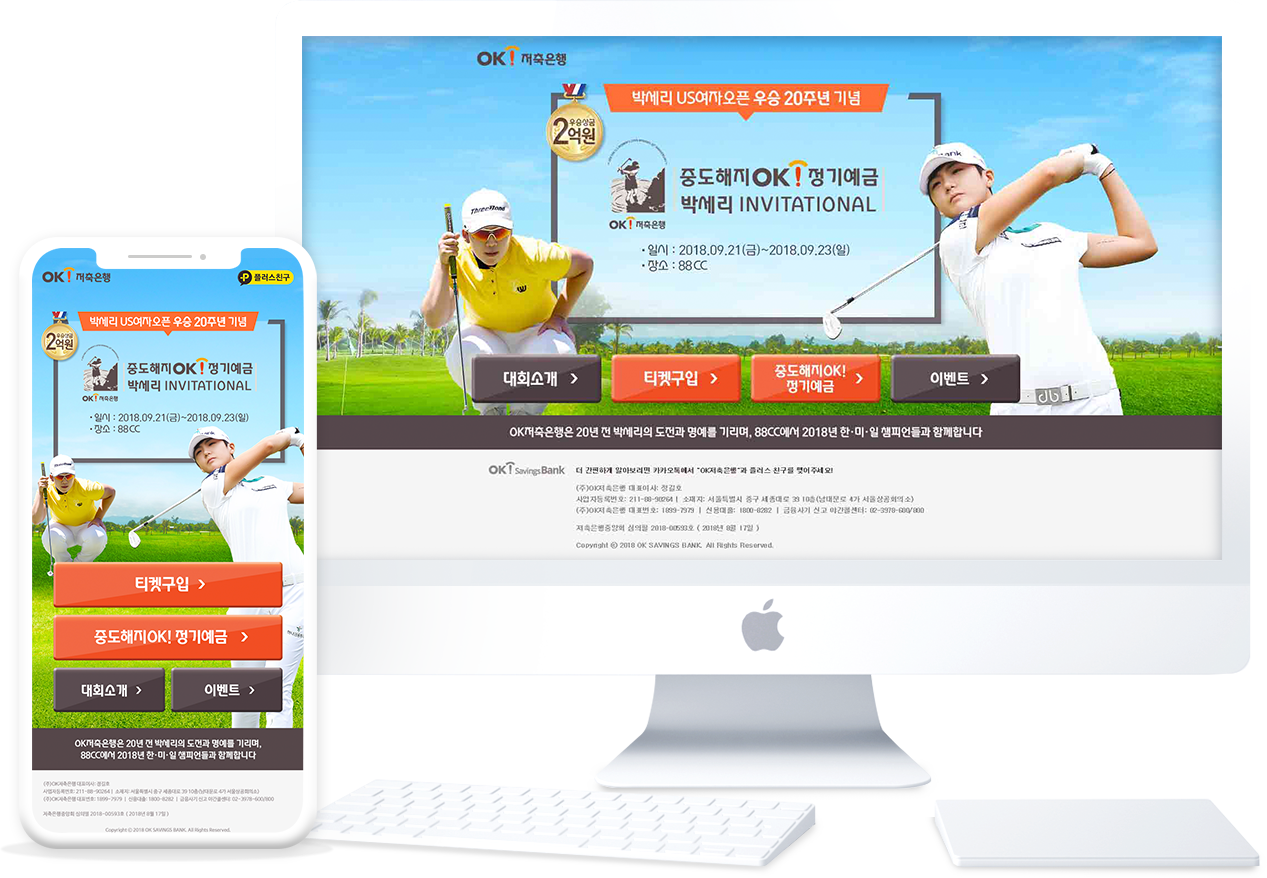 OK! 저축은행
박세리 US여자오픈 우승 20주년 기념
우승상금
2억원
중도해지OK! 정기예금
박세리 INVITATIONAL
OK! 저축은행
• 일시 : 2018.09.21(금)~2018.09.23(일)
• 장소 : 88CC
ThreeBond
대회소개 >
티켓구입 >
중도해지OK!
정기예금 >
이벤트 >
OK저축은행은 20년 전 박세리의 도전과 명예를 기리며, 88CC에서 2018년 한·미·일 챔피언들과 함께합니다
OK! Savings Bank
더 간편하게 알아보려면 카카오톡에서 "OK저축은행"과 플러스 친구를 맺어주세요!
(주)OK저축은행 대표이사: 정길호
사업자등록번호: 211-88-90264 | 소재지: 서울특별시 중구 세종대로 39 10층(남대문로 4가 서울상공회의소)
(주)OK저축은행 대표번호: 1899-7979 | 신용대출: 1800-8282 | 금융사기 신고 야간콜센터: 02-3978-600/800
저축은행중앙회 심의필 2018-00593호 ( 2018년 8월 17일 )
Copyright ⓒ 2018 OK SAVINGS BANK. All Rights Reserved.
OK! 저축은행
P 플러스친구
박세리 US여자오픈 우승 20주년 기념
우승상금
2억원
중도해지OK! 정기예금
박세리 INVITATIONAL
OK! 저축은행
• 일시 : 2018.09.21(금)~2018.09.23(일)
• 장소 : 88CC
티켓구입 >
중도해지OK! 정기예금 >
대회소개 >
이벤트 >
OK저축은행은 20년 전 박세리의 도전과 명예를 기리며,
88CC에서 2018년 한·미·일 챔피언들과 함께합니다
(주)OK저축은행 대표이사: 정길호
사업자등록번호: 211-88-90264 | 소재지: 서울특별시 중구 세종대로 39 10층(남대문로 4가 서울상공회의소)
(주)OK저축은행 대표번호: 1899-7979 | 신용대출: 1800-8282 | 금융사기 신고 야간콜센터: 02-3978-600/800
저축은행중앙회 심의필 2018-00593호 ( 2018년 8월 17일 )
Copyright ⓒ 2018 OK SAVINGS BANK. All Rights Reserved.